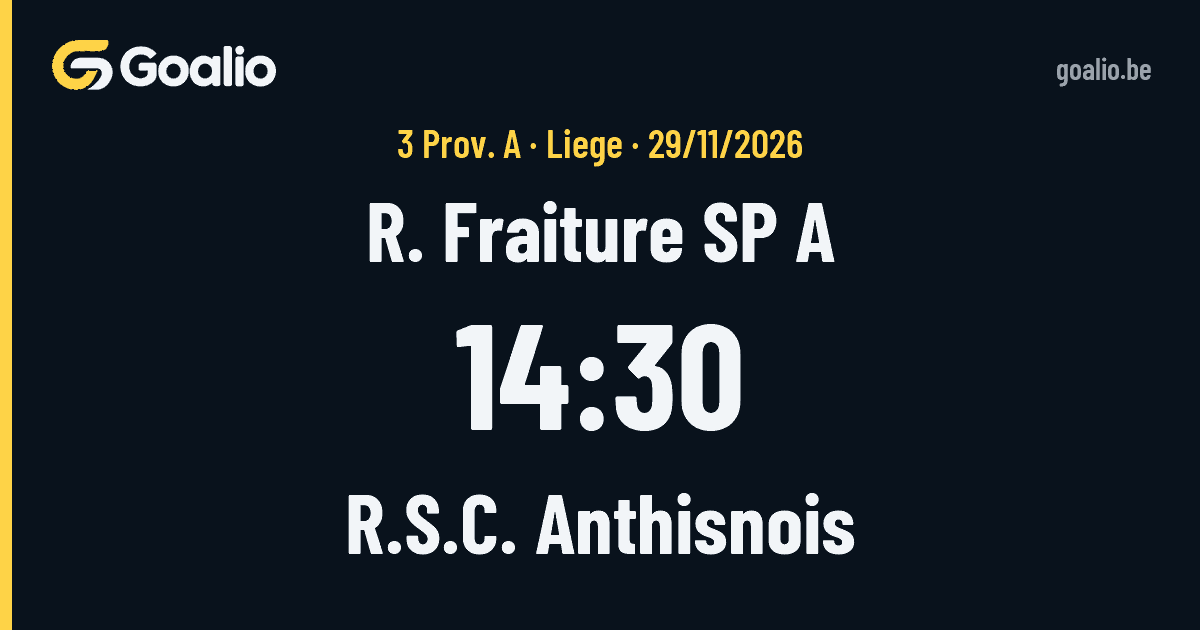 Goalio
goalio.be
3 Prov. A · Liege · 29/11/2026
R. Fraiture SP A
14:30
R.S.C. Anthisnois